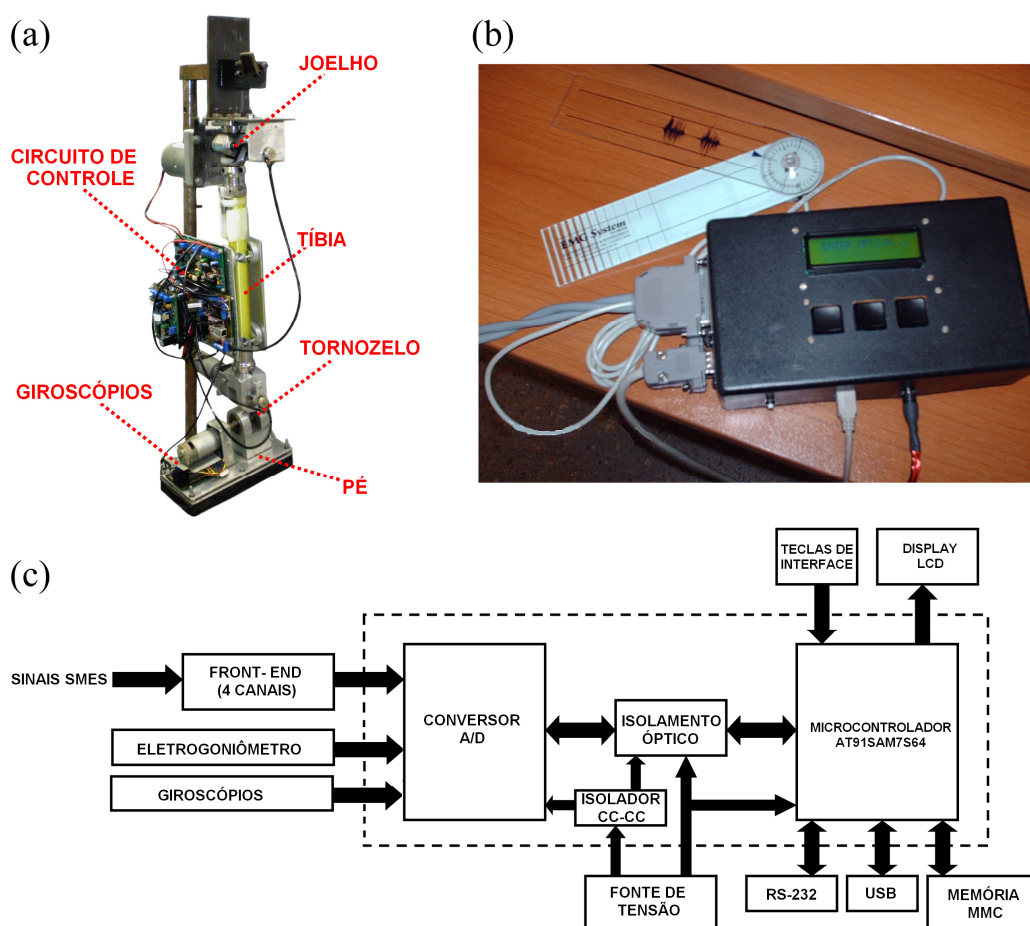 (a)
JOELHO
CIRCUITO DE
CONTROLE
TÍBIA
TORNOZELO
GIROSCÓPIOS
PÉ
(b)
EMG System
(c)
TECLAS DE
INTERFACE
DISPLAY
LCD
SINAIS SMES
FRONT- END
(4 CANAIS)
CONVERSOR
A/D
ISOLAMENTO
ÓPTICO
MICROCONTROLADOR
AT91SAM7S64
ELETROGONIÔMETRO
GIROSCÓPIOS
ISOLADOR
CC-CC
FONTE DE
TENSÃO
RS-232
USB
MEMÓRIA
MMC